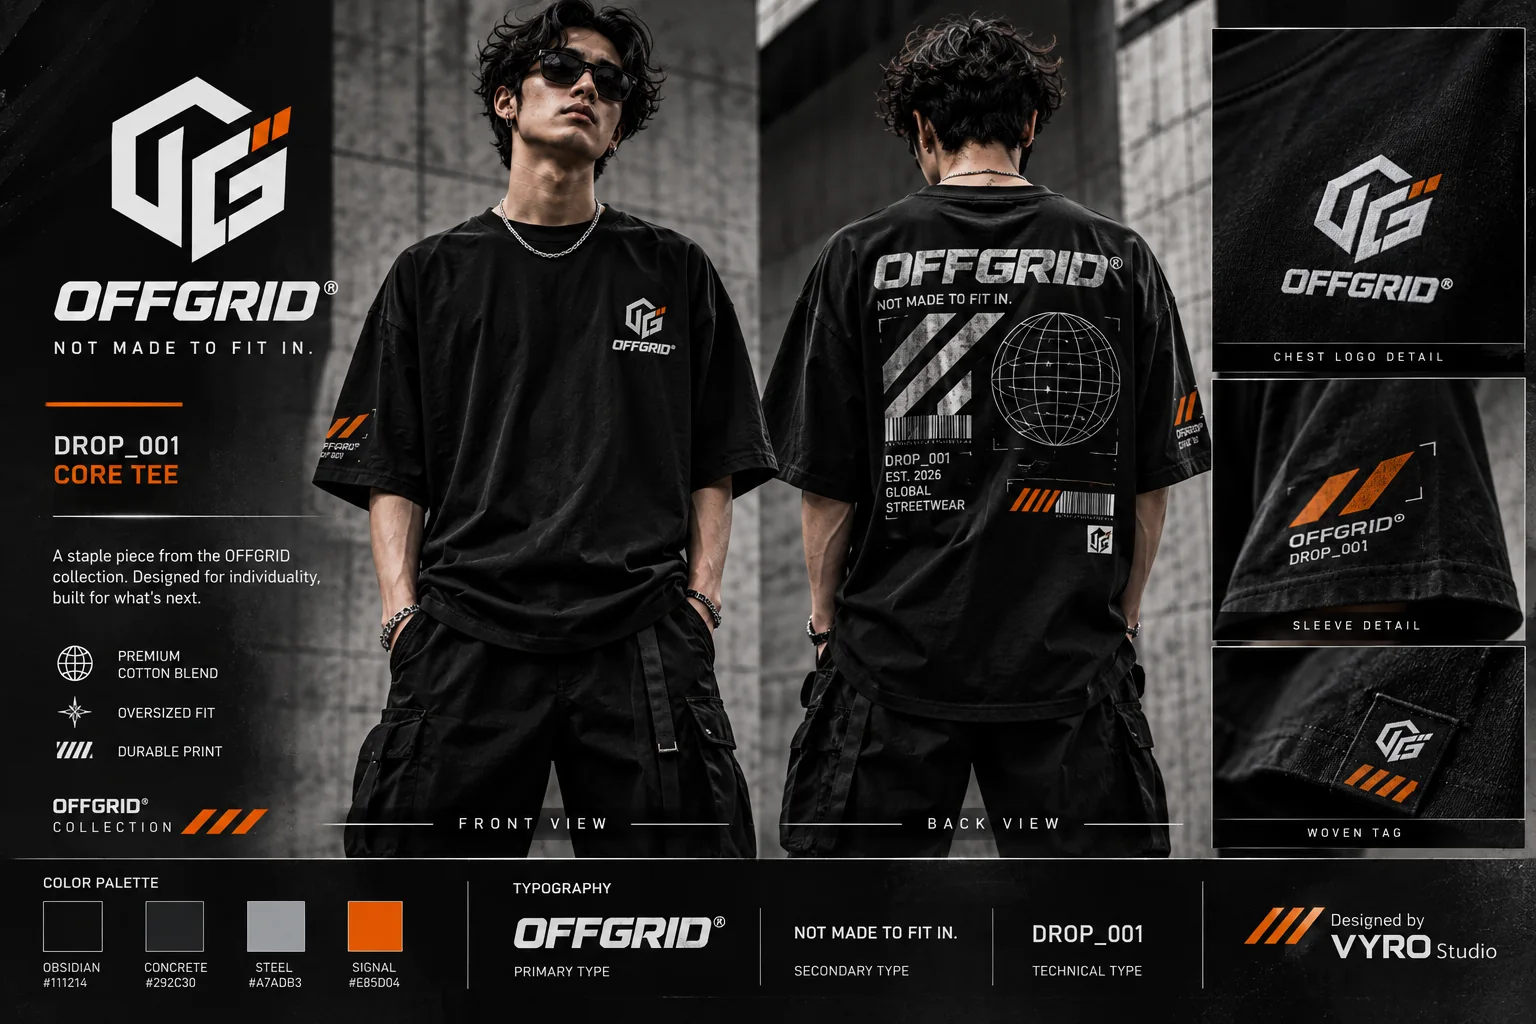 OFFGRID®
NOT MADE TO FIT IN.
DROP_001
CORE TEE
A staple piece from the OFFGRID
collection. Designed for individuality,
built for what's next.
PREMIUM
COTTON BLEND
OVERSIZED FIT
DURABLE PRINT
OFFGRID®
COLLECTION
OFFGRID®
FRONT VIEW
OFFGRID®
NOT MADE TO FIT IN.
DROP_001
EST. 2026
GLOBAL
STREETWEAR
BACK VIEW
OFFGRID®
CHEST LOGO DETAIL
OFFGRID®
DROP_001
SLEEVE DETAIL
WOVEN TAG
COLOR PALETTE
OBSIDIAN
#111214
CONCRETE
#292C30
STEEL
#A7ADB3
SIGNAL
#E85D04
TYPOGRAPHY
OFFGRID®
PRIMARY TYPE
NOT MADE TO FIT IN.
SECONDARY TYPE
DROP_001
TECHNICAL TYPE
Designed by
VYRO Studio